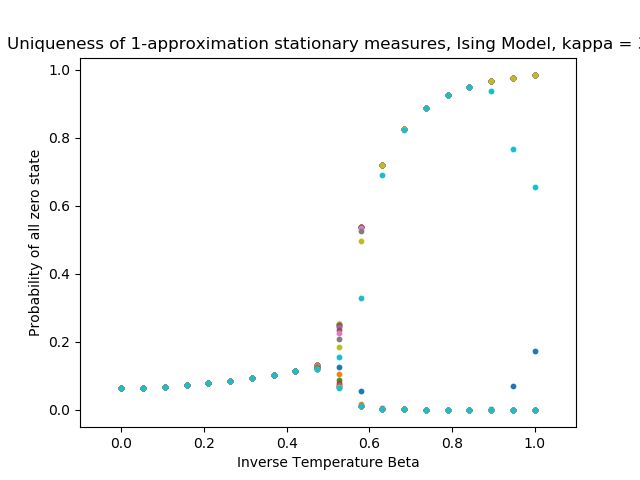 Uniqueness of 1-approximation stationary measures, Ising Model, kappa =
1.0
0.8
0.6
0.4
0.2
0.0
Probability of all zero state
0.0 0.2 0.4 0.6 0.8 1.0
Inverse Temperature Beta